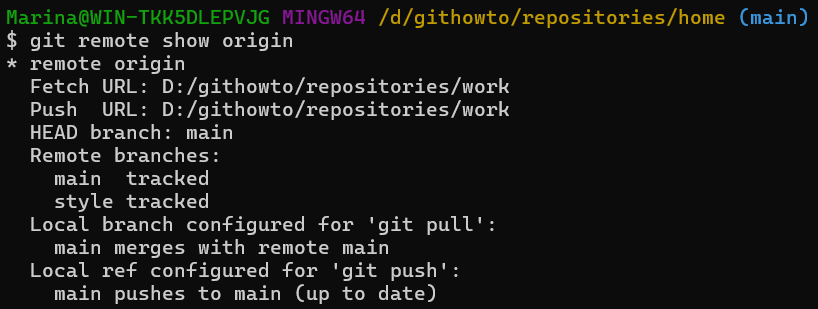 Marina@WIN-TKK5DLEPVJG MINGW64 /d/githowto/repositories/home (main)
$ git remote show origin
* remote origin
  Fetch URL: D:/githowto/repositories/work
  Push  URL: D:/githowto/repositories/work
  HEAD branch: main
  Remote branches:
    main  tracked
    style tracked
  Local branch configured for 'git pull':
    main merges with remote main
  Local ref configured for 'git push':
    main pushes to main (up to date)